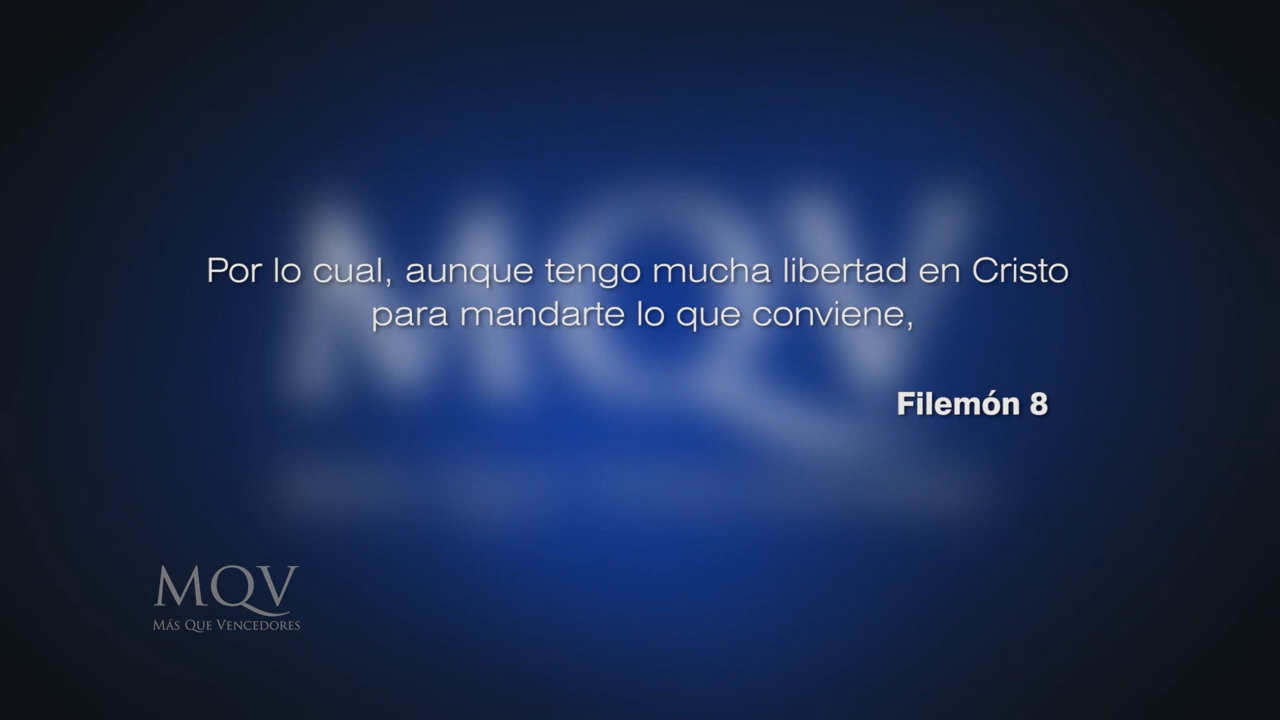 Por lo cual, aunque tengo mucha libertad en Cristo
para mandarte lo que conviene,
Filemón 8
MQV
MÁS QUE VENCEDORES